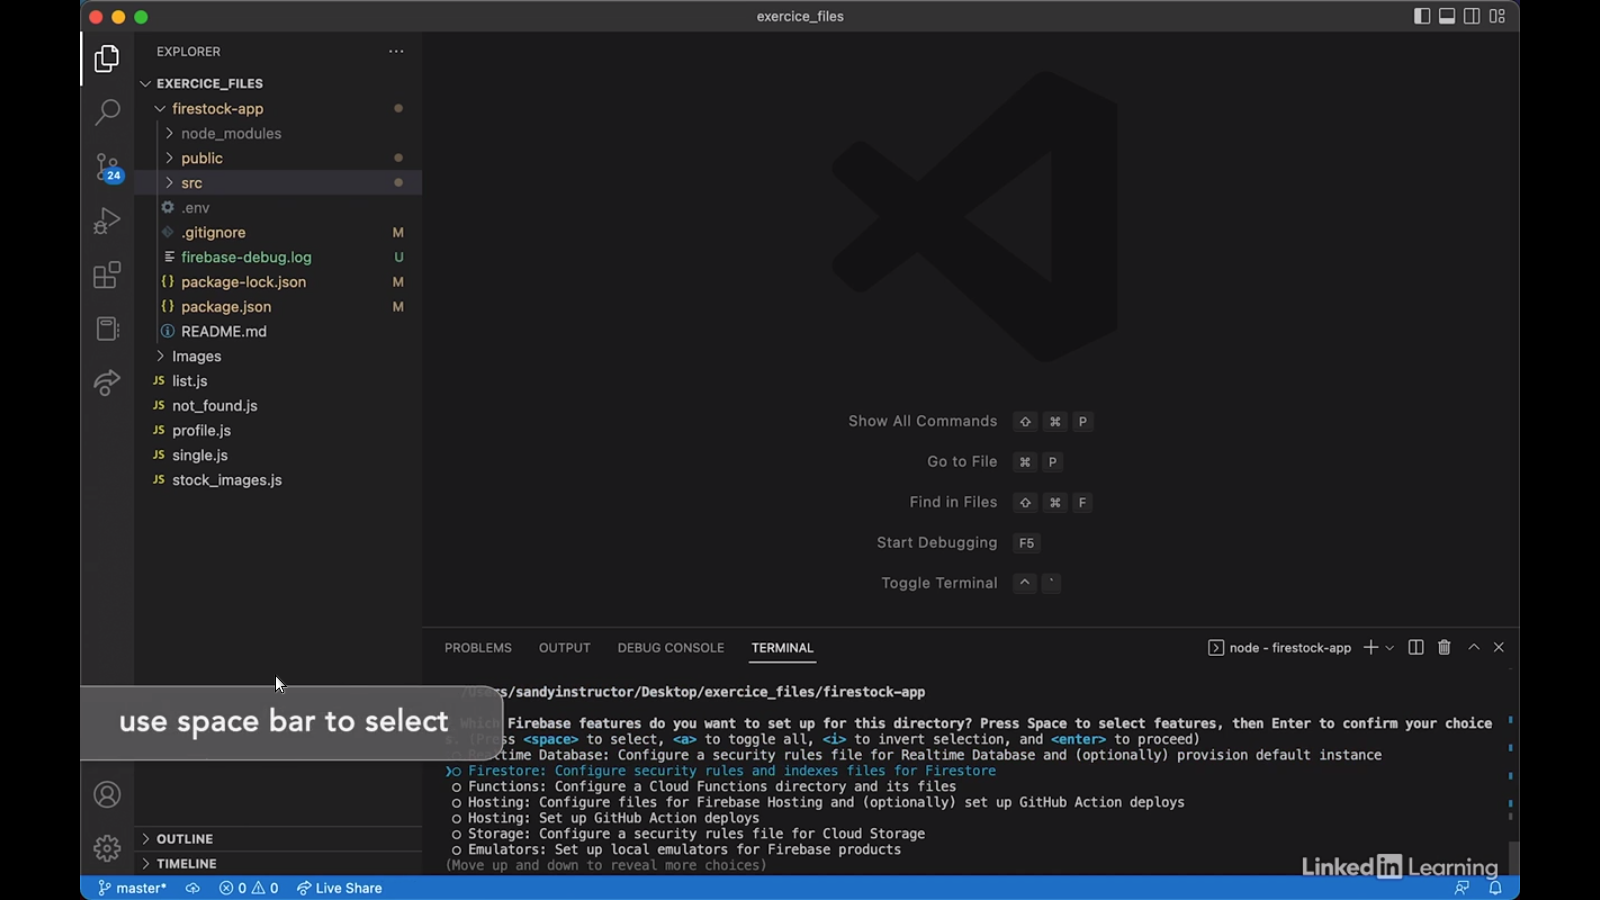 exercice_files
EXPLORER
EXERCICE_FILES
firestock-app
node_modules
public
src
24
.env
.gitignore M
firebase-debug.log U
package-lock.json M
package.json M
README.md
Images
JS list.js
JS not_found.js
JS profile.js
JS single.js
JS stock_images.js
Show All Commands ⇧ ⌘ P
Go to File ⌘ P
Find in Files ⇧ ⌘ F
Start Debugging F5
Toggle Terminal ^ `
PROBLEMS OUTPUT DEBUG CONSOLE TERMINAL
node - firestock-app
/Users/sandyinstructor/Desktop/exercice_files/firestock-app
use space bar to select
Which Firebase features do you want to set up for this directory? Press Space to select features, then Enter to confirm your choice
s. (Press <space> to select, <a> to toggle all, <i> to invert selection, and <enter> to proceed)
Realtime Database: Configure a security rules file for Realtime Database and (optionally) provision default instance
❯◯ Firestore: Configure security rules and indexes files for Firestore
◯ Functions: Configure a Cloud Functions directory and its files
◯ Hosting: Configure files for Firebase Hosting and (optionally) set up GitHub Action deploys
◯ Hosting: Set up GitHub Action deploys
◯ Storage: Configure a security rules file for Cloud Storage
◯ Emulators: Set up local emulators for Firebase products
(Move up and down to reveal more choices)
OUTLINE
TIMELINE
LinkedIn Learning
master* 0 0 Live Share